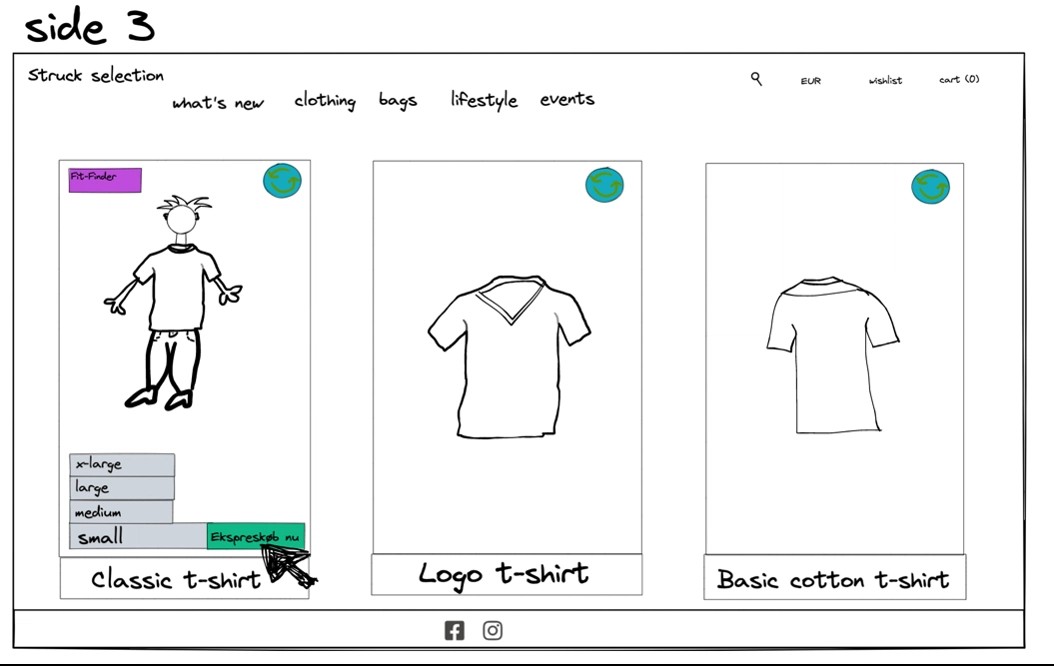 side 3
Struck selection
EUR wishlist cart (0)
what's new clothing bags lifestyle events
Fit-Finder
x-large
large
medium
small Ekspreskøb nu
Classic t-shirt
Logo t-shirt
Basic cotton t-shirt